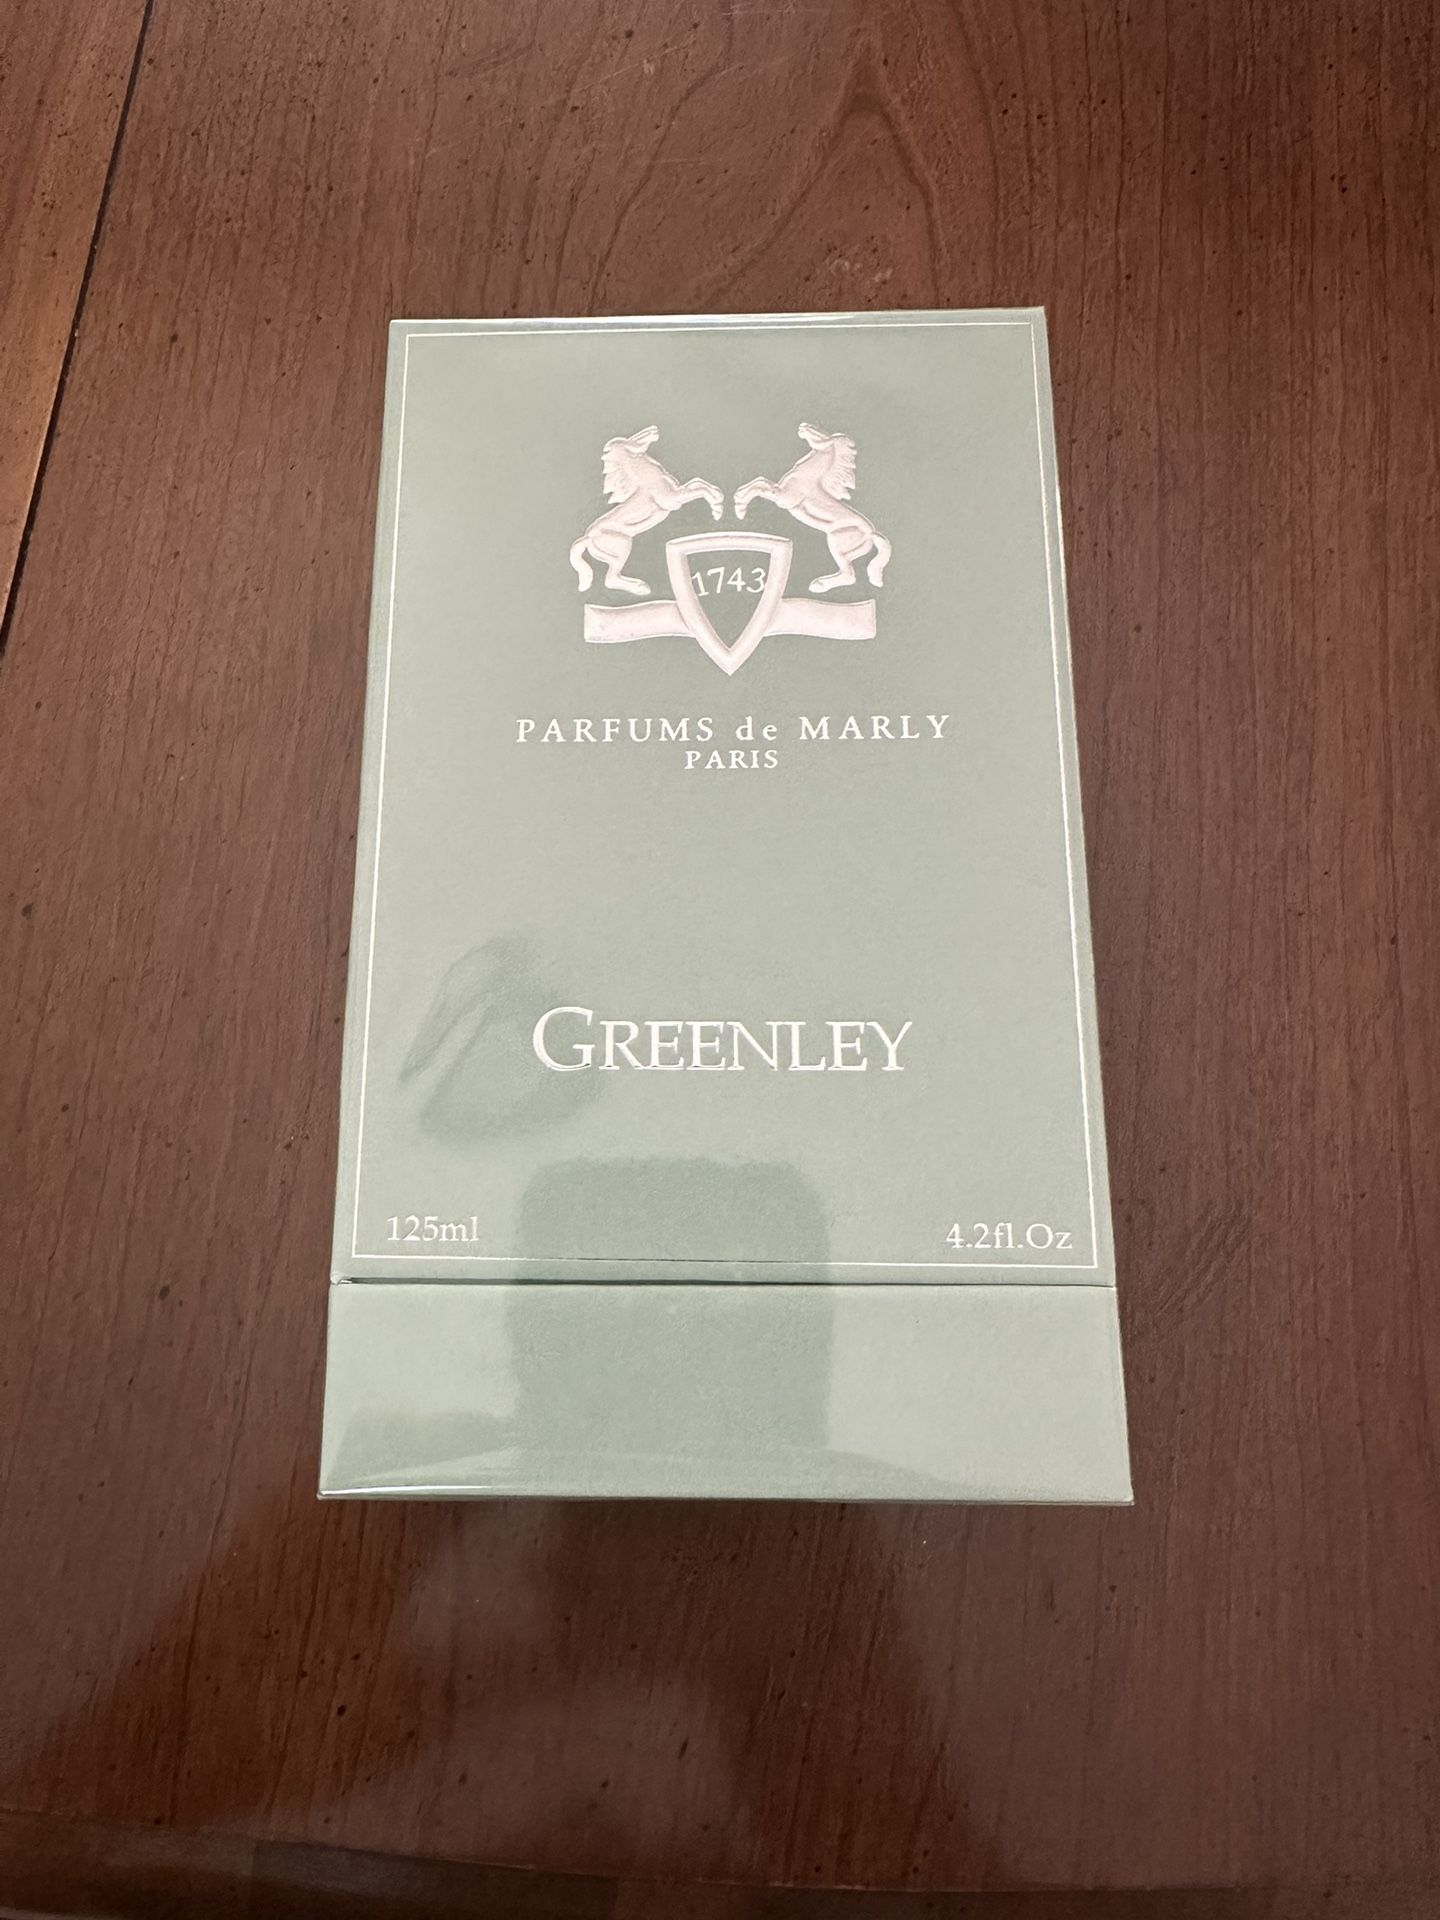 1743
PARFUMS de MARLY
PARIS
GREENLEY
125ml
4.2fl.Oz